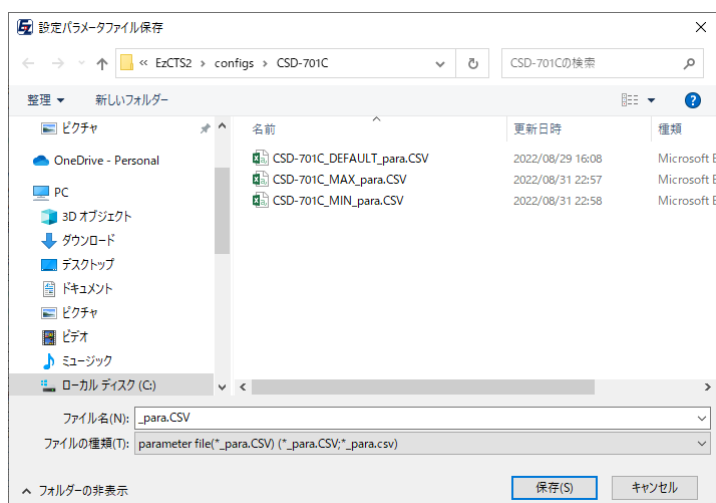 設定パラメータファイル保存
« EzCTS2 › configs › CSD-701C
CSD-701Cの検索
整理 新しいフォルダー
名前 更新日時 種類
ピクチャ
OneDrive - Personal
PC
3D オブジェクト
ダウンロード
デスクトップ
ドキュメント
ピクチャ
ビデオ
ミュージック
ローカル ディスク (C:)
CSD-701C_DEFAULT_para.CSV 2022/08/29 16:08 Microsoft E
CSD-701C_MAX_para.CSV 2022/08/31 22:57 Microsoft E
CSD-701C_MIN_para.CSV 2022/08/31 22:58 Microsoft E
ファイル名(N): _para.CSV
ファイルの種類(T): parameter file(*_para.CSV) (*_para.CSV;*_para.csv)
フォルダーの非表示
保存(S) キャンセル